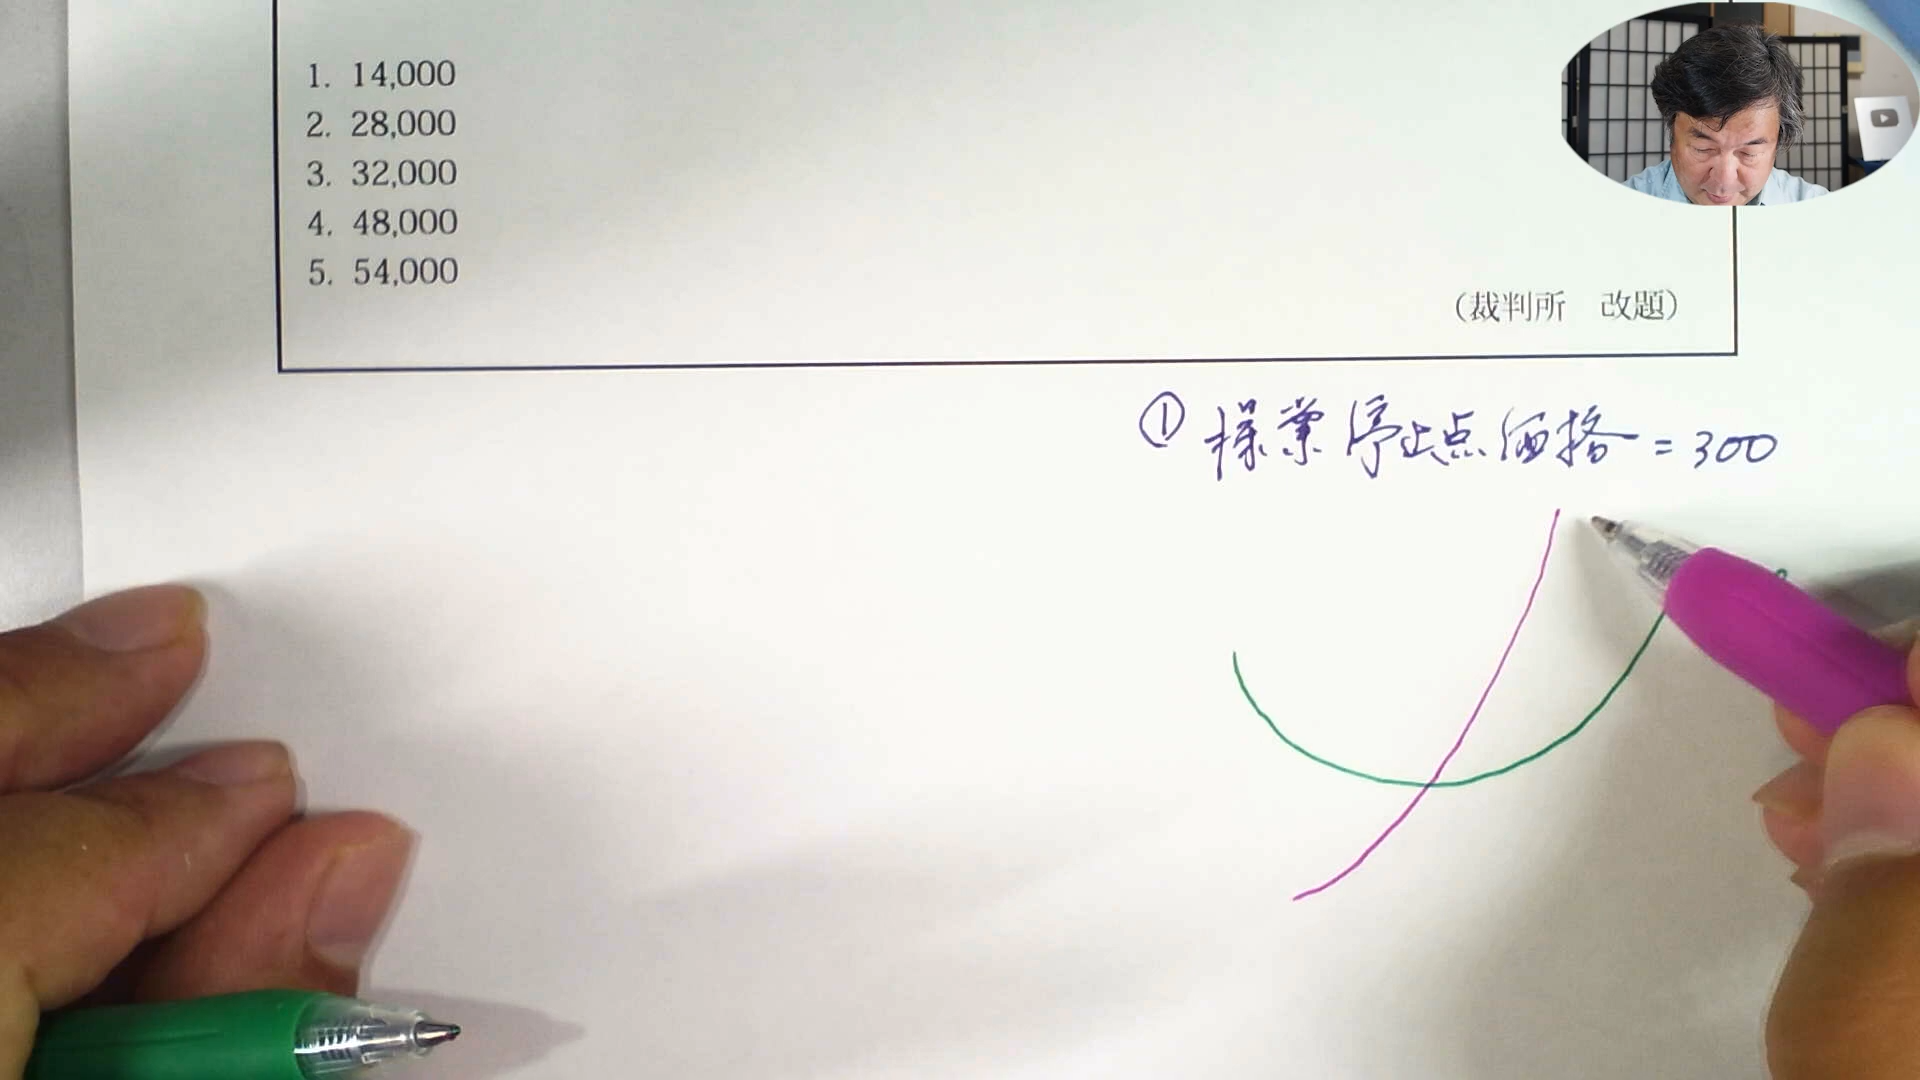 1. 14,000
2. 28,000
3. 32,000
4. 48,000
5. 54,000
（裁判所　改題）
① 操業停止点価格 = 300